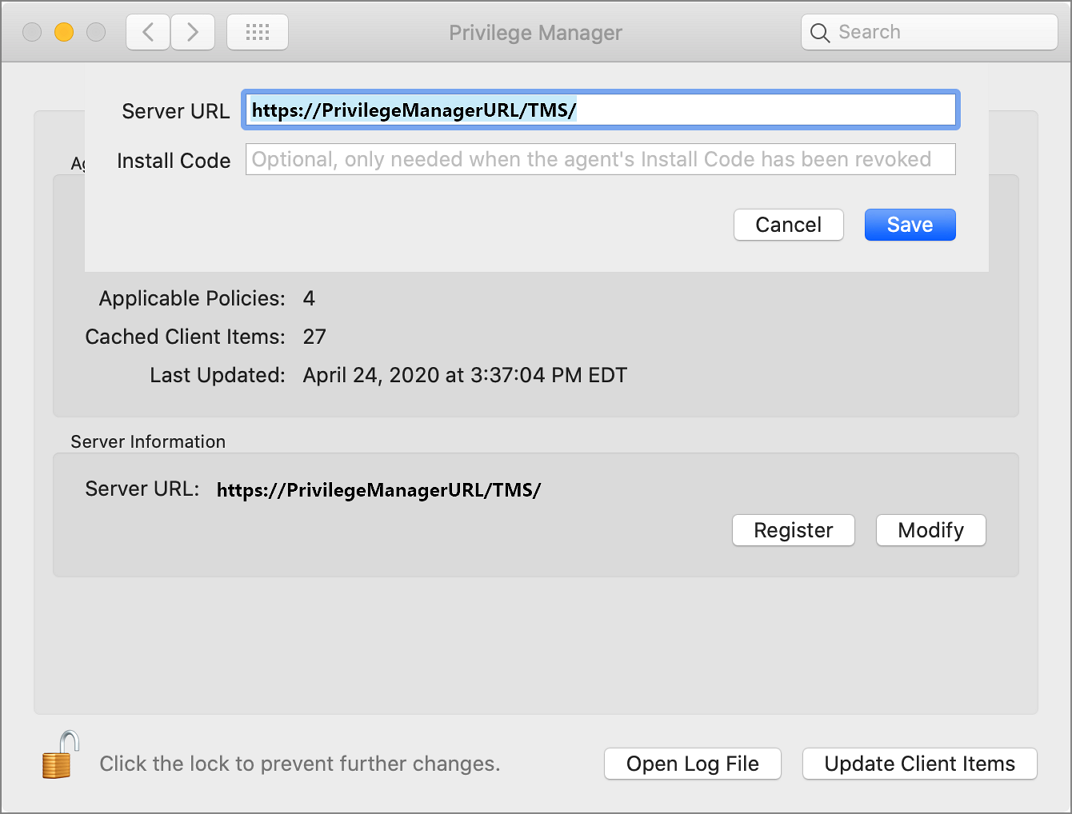 Privilege Manager
Search
Server URL https://PrivilegeManagerURL/TMS/
Install Code Optional, only needed when the agent's Install Code has been revoked
Cancel Save
Applicable Policies: 4
Cached Client Items: 27
Last Updated: April 24, 2020 at 3:37:04 PM EDT
Server Information
Server URL: https://PrivilegeManagerURL/TMS/
Register Modify
Click the lock to prevent further changes.
Open Log File Update Client Items